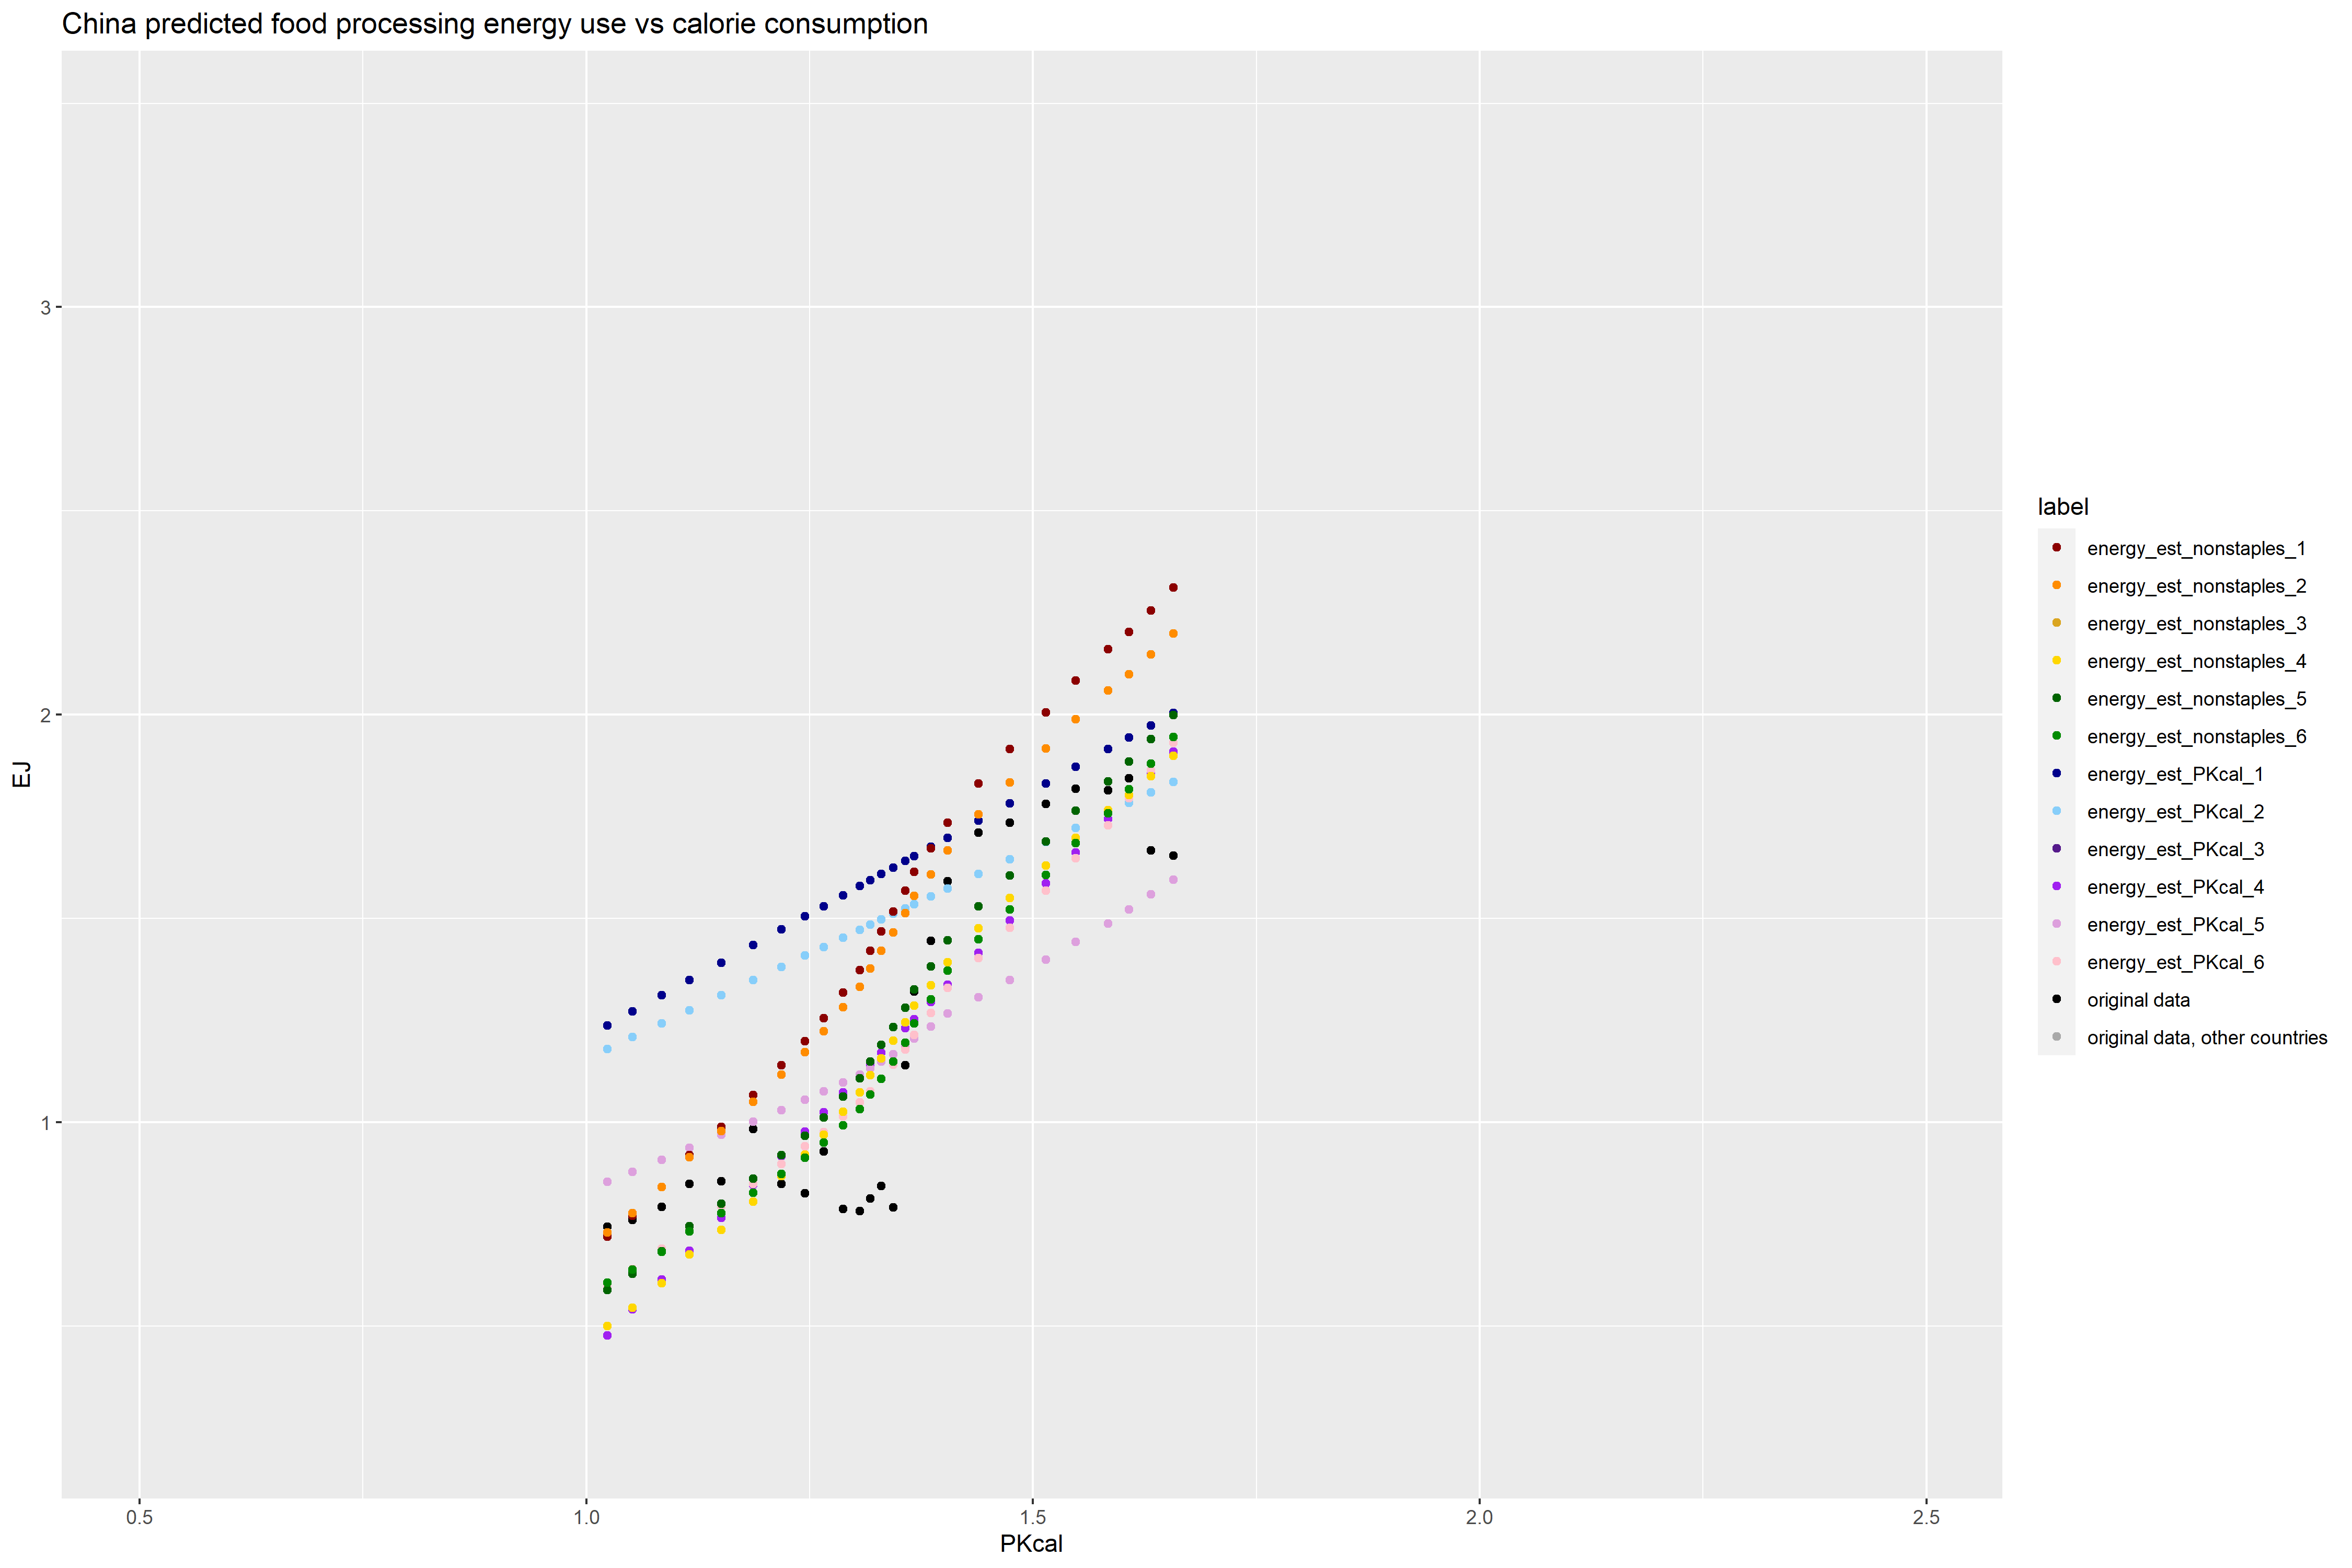 China predicted food processing energy use vs calorie consumption
3
2
1
EJ
0.5
1.0
1.5
2.0
2.5
PKcal
label
energy_est_nonstaples_1
energy_est_nonstaples_2
energy_est_nonstaples_3
energy_est_nonstaples_4
energy_est_nonstaples_5
energy_est_nonstaples_6
energy_est_PKcal_1
energy_est_PKcal_2
energy_est_PKcal_3
energy_est_PKcal_4
energy_est_PKcal_5
energy_est_PKcal_6
original data
original data, other countries